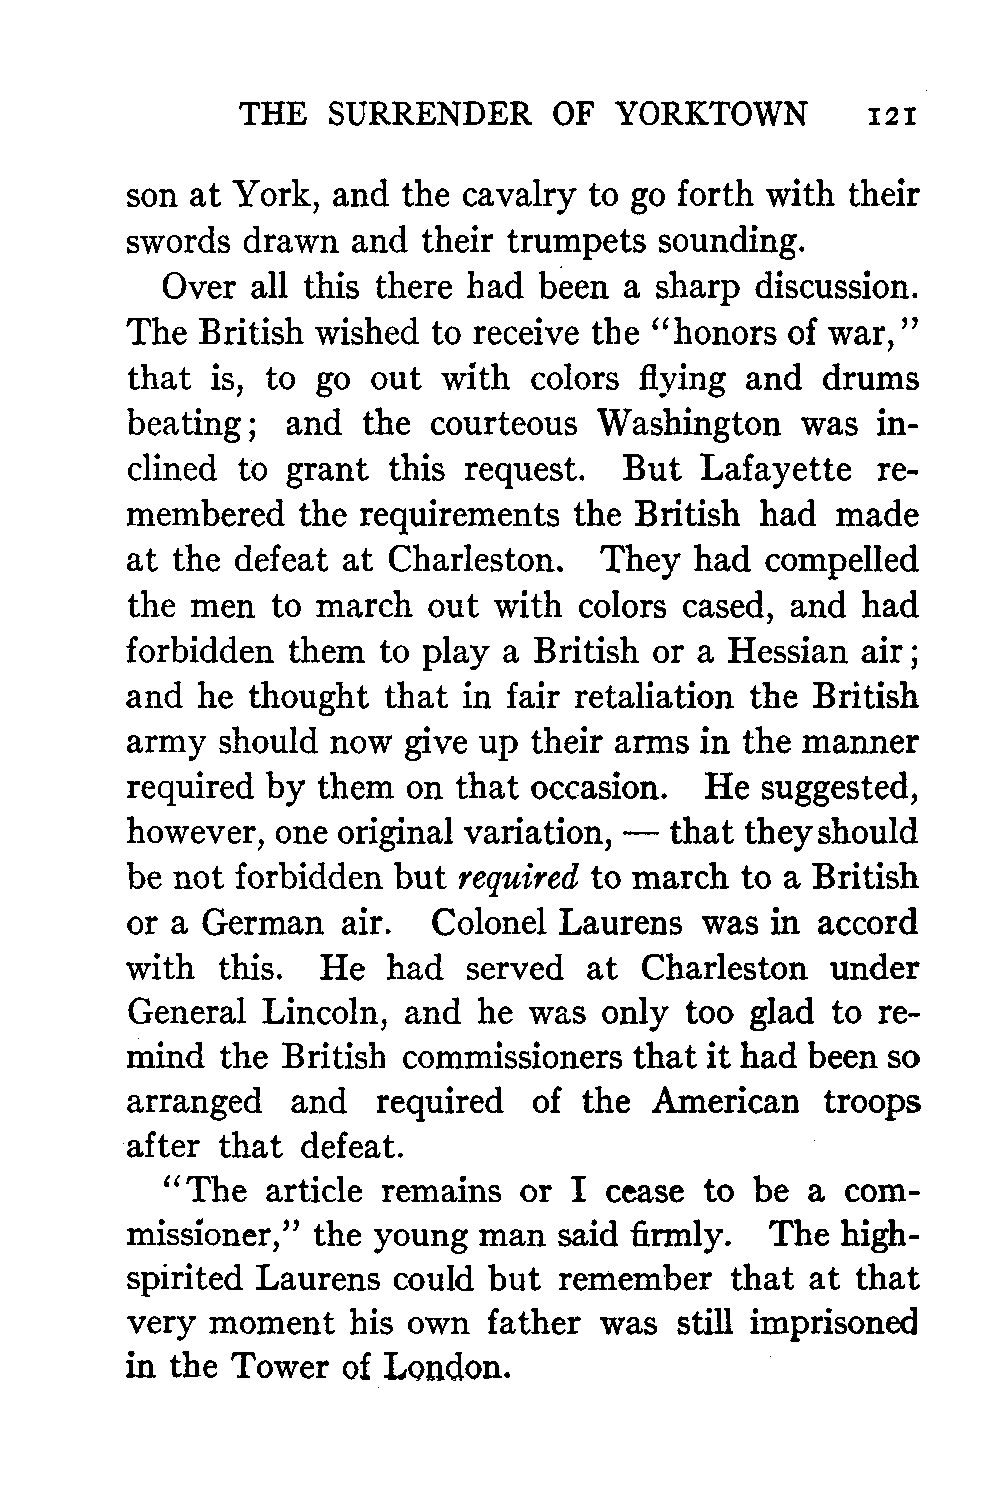 THE SURRENDER OF YORKTOWN 121
son at York, and the cavalry to go forth with their
swords drawn and their trumpets sounding.
Over all this there had been a sharp discussion.
The British wished to receive the "honors of war,"
that is, to go out with colors flying and drums
beating; and the courteous Washington was in-
clined to grant this request. But Lafayette re-
membered the requirements the British had made
at the defeat at Charleston. They had compelled
the men to march out with colors cased, and had
forbidden them to play a British or a Hessian air;
and he thought that in fair retaliation the British
army should now give up their arms in the manner
required by them on that occasion. He suggested,
however, one original variation, — that they should
be not forbidden but required to march to a British
or a German air. Colonel Laurens was in accord
with this. He had served at Charleston under
General Lincoln, and he was only too glad to re-
mind the British commissioners that it had been so
arranged and required of the American troops
after that defeat.
"The article remains or I cease to be a com-
missioner," the young man said firmly. The high-
spirited Laurens could but remember that at that
very moment his own father was still imprisoned
in the Tower of London.